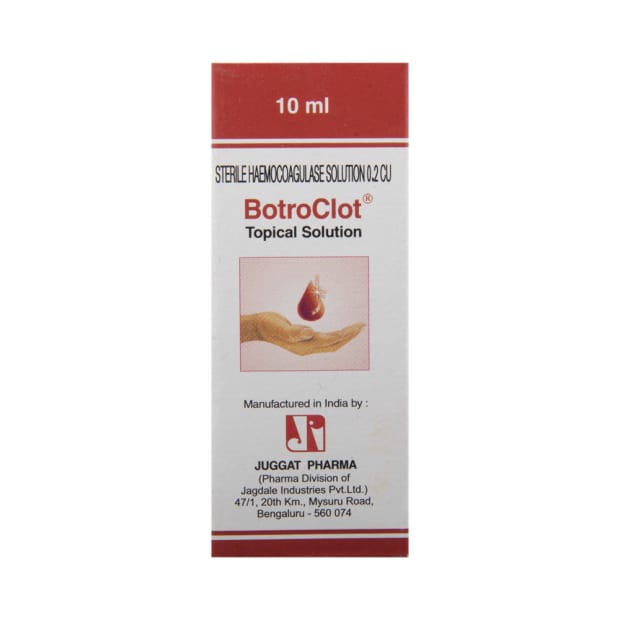 10 ml
STERILE HAEMOCOAGULASE SOLUTION 0.2 CU
BotroClot®
Topical Solution
Manufactured in India by :
JUGGAT PHARMA
(Pharma Division of
Jagdale Industries Pvt.Ltd.)
47/1, 20th Km., Mysuru Road,
Bengaluru - 560 074